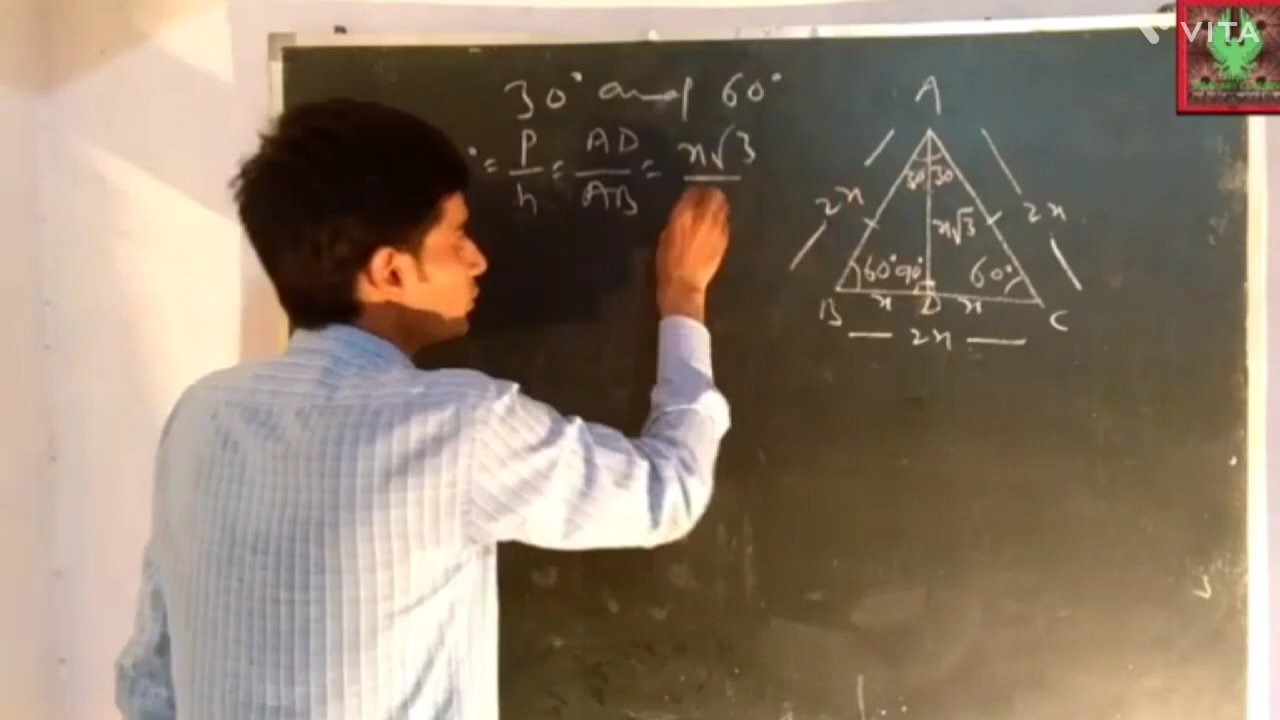 VITA
30° and 60°
° = P/h = AD/AB = x√3
A
30 30
2x
2x
x√3
60° 90° 60°
B x D x C
2x